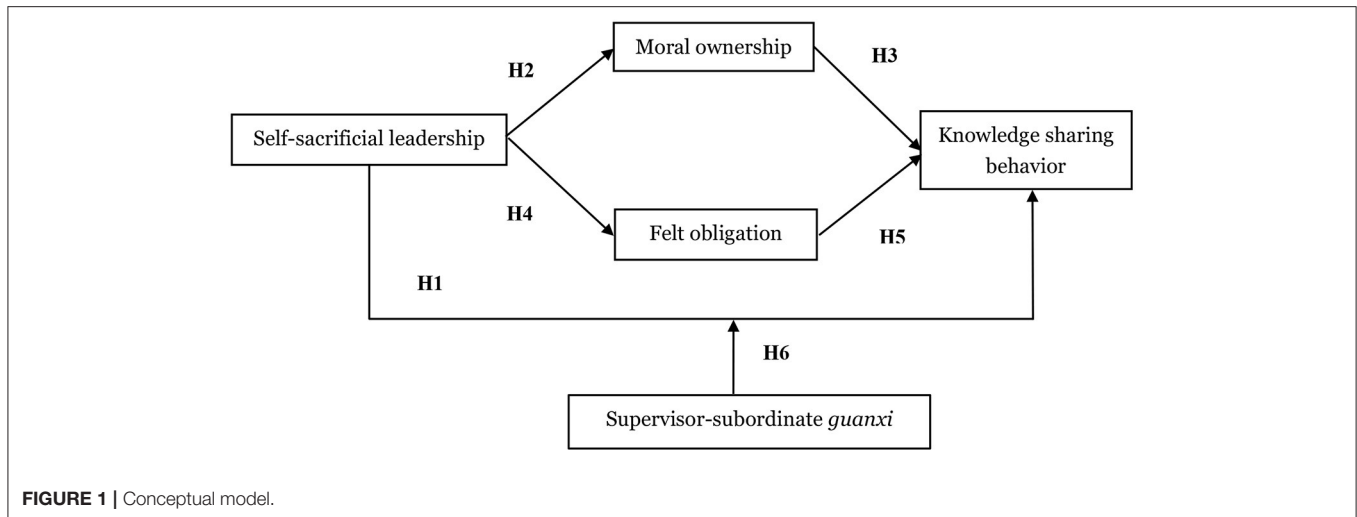 Moral ownership
H2
H3
Self-sacrificial leadership
Knowledge sharing
behavior
H4
Felt obligation
H5
H1
H6
Supervisor-subordinate guanxi
FIGURE 1 | Conceptual model.